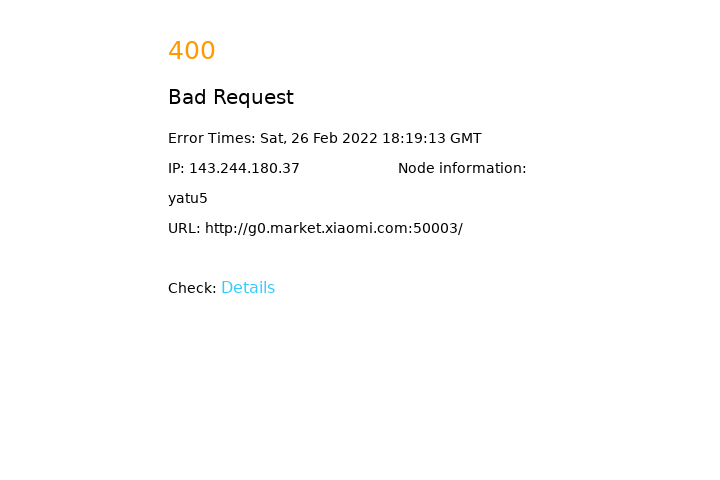 400
Bad Request
Error Times: Sat, 26 Feb 2022 18:19:13 GMT
IP: 143.244.180.37 Node information:
yatu5
URL: http://g0.market.xiaomi.com:50003/
Check: Details